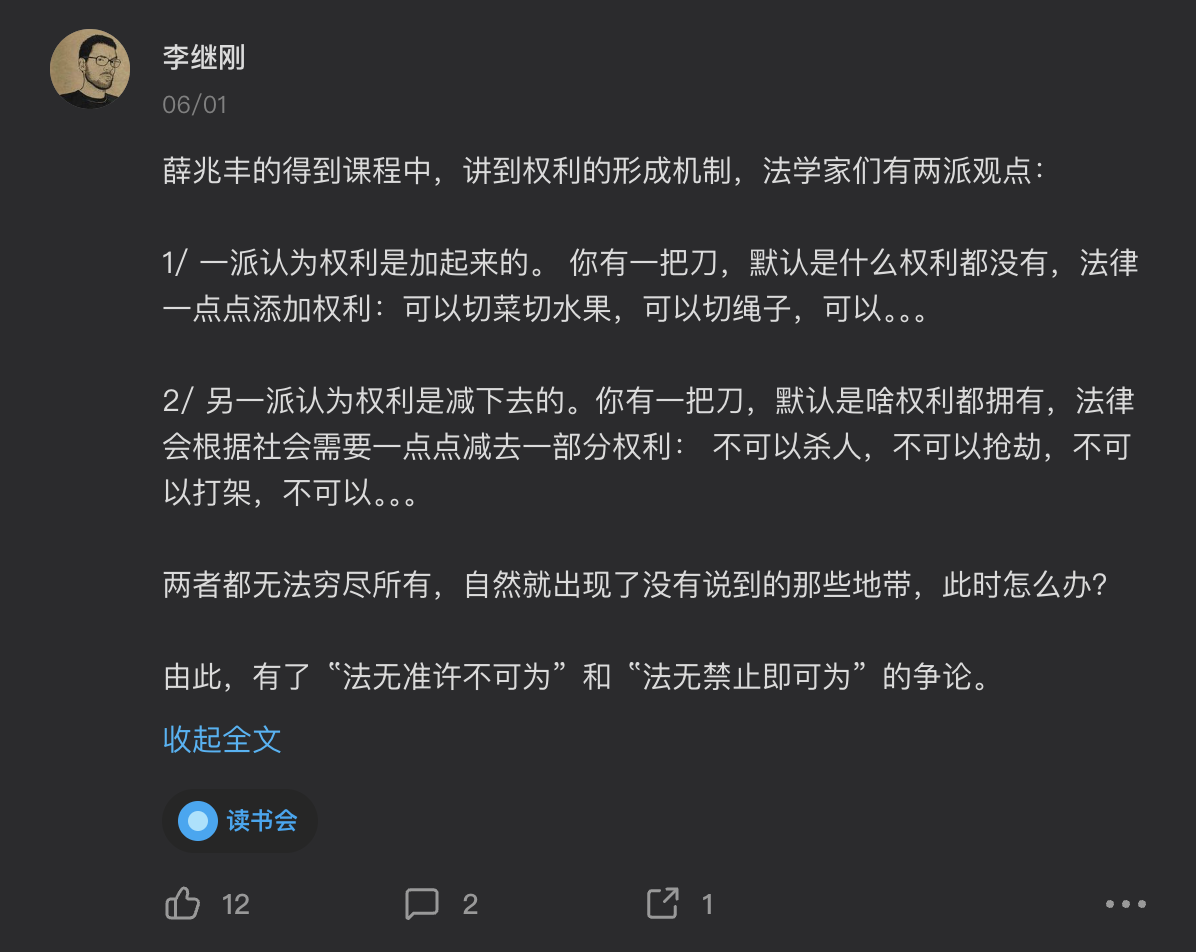 李继刚
06/01
薛兆丰的得到课程中，讲到权利的形成机制，法学家们有两派观点：
1/ 一派认为权利是加起来的。 你有一把刀，默认是什么权利都没有，法律
一点点添加权利：可以切菜切水果，可以切绳子，可以。。。
2/ 另一派认为权利是减下去的。你有一把刀，默认是啥权利都拥有，法律
会根据社会需要一点点减去一部分权利： 不可以杀人，不可以抢劫，不可
以打架，不可以。。。
两者都无法穷尽所有，自然就出现了没有说到的那些地带，此时怎么办？
由此，有了“法无准许不可为”和“法无禁止即可为”的争论。
收起全文
读书会
12 2 1